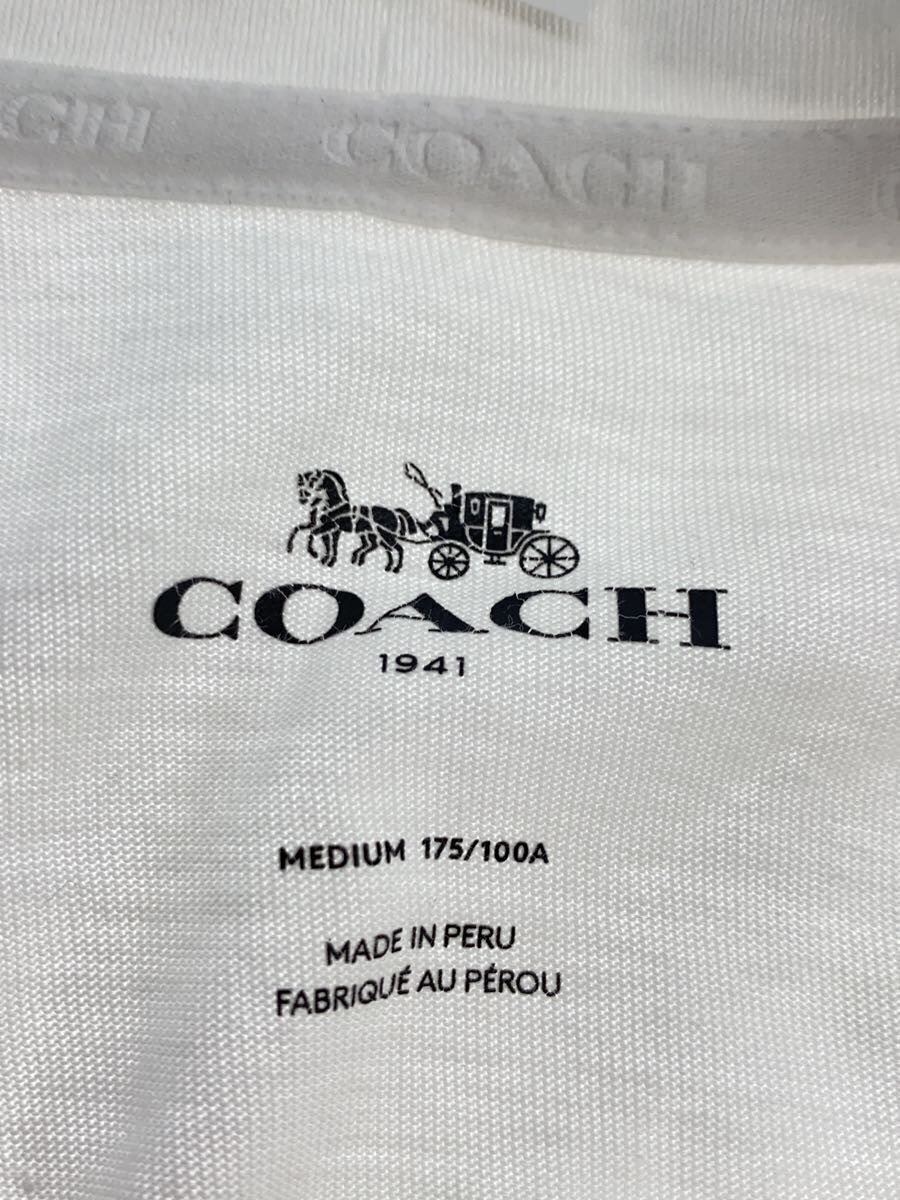 COACH
COACH
1941
MEDIUM 175/100A
MADE IN PERU
FABRIQUÉ AU PÉROU